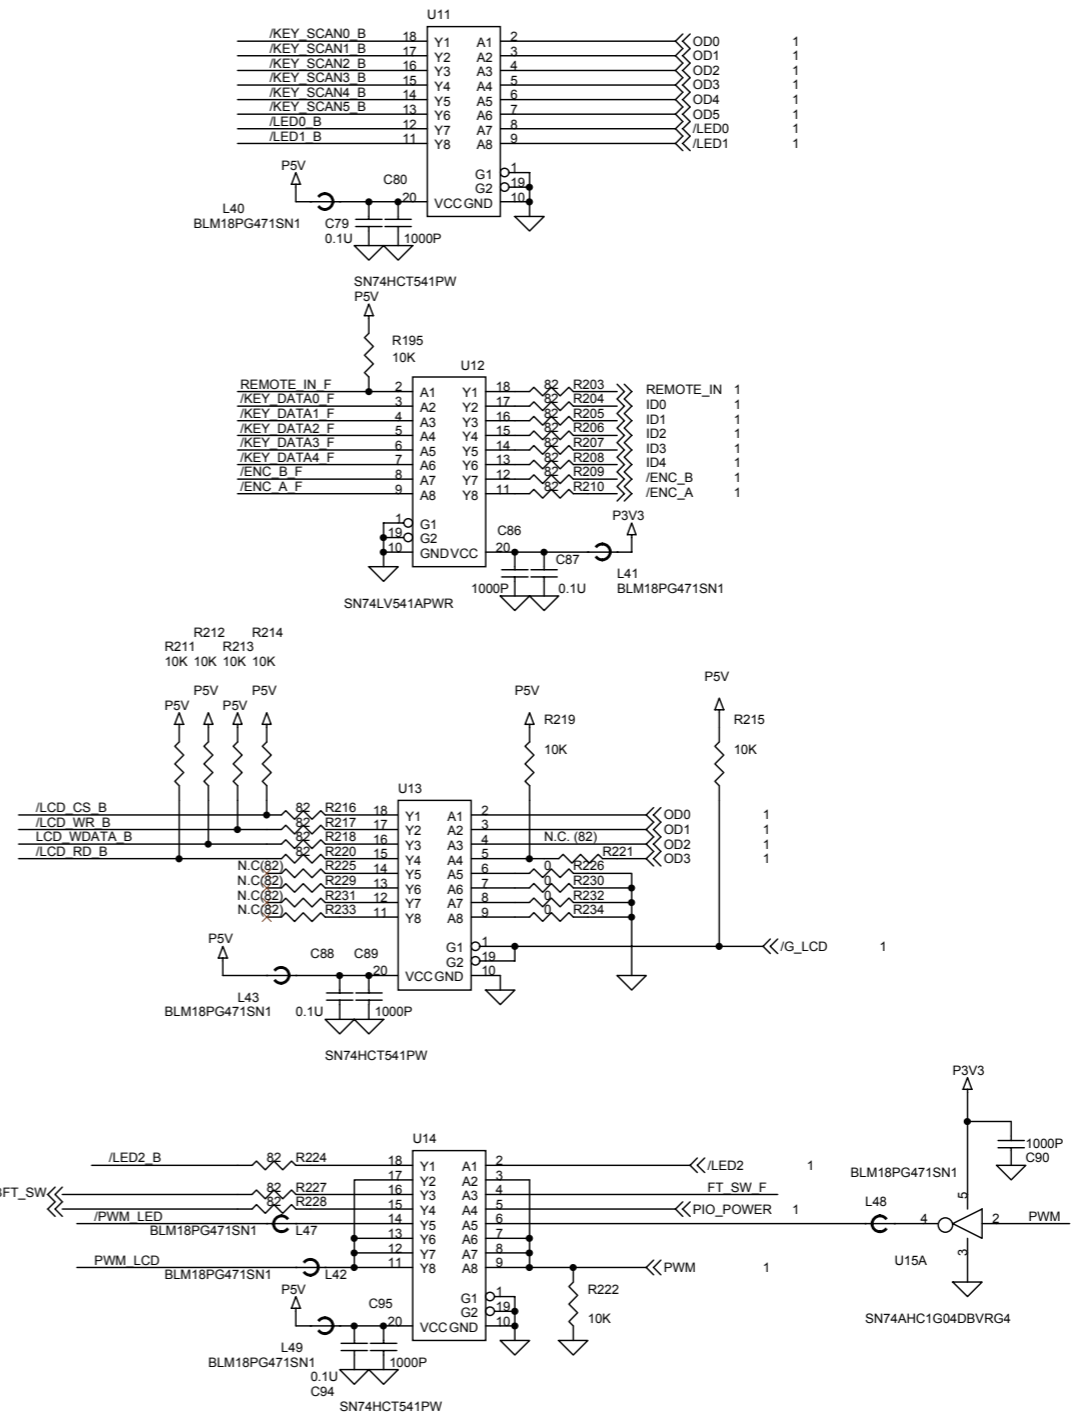 U11
/KEY_SCAN0_B 18 Y1 A1 2 OD0 1
/KEY_SCAN1_B 17 Y2 A2 3 OD1 1
/KEY_SCAN2_B 16 Y3 A3 4 OD2 1
/KEY_SCAN3_B 15 Y4 A4 5 OD3 1
/KEY_SCAN4_B 14 Y5 A5 6 OD4 1
/KEY_SCAN5_B 13 Y6 A6 7 OD5 1
/LED0_B 12 Y7 A7 8 /LED0 1
/LED1_B 11 Y8 A8 9 /LED1 1
P5V G1 1
C80 G2 19
20 VCC GND 10
L40
BLM18PG471SN1 C79
0.1U 1000P
SN74HCT541PW
P5V
R195
10K
U12
REMOTE_IN_F 2 A1 Y1 18 82 R203 REMOTE_IN 1
/KEY_DATA0_F 3 A2 Y2 17 82 R204 ID0 1
/KEY_DATA1_F 4 A3 Y3 16 82 R205 ID1 1
/KEY_DATA2_F 5 A4 Y4 15 82 R206 ID2 1
/KEY_DATA3_F 6 A5 Y5 14 82 R207 ID3 1
/KEY_DATA4_F 7 A6 Y6 13 82 R208 ID4 1
/ENC_B_F 8 A7 Y7 12 82 R209 /ENC_B 1
/ENC_A_F 9 A8 Y8 11 82 R210 /ENC_A 1
P3V3
1 G1 C86
19 G2
10 GND VCC 20 C87
L41
1000P 0.1U BLM18PG471SN1
SN74LV541APWR
R212 R214
R211 R213
10K 10K 10K 10K
P5V P5V P5V P5V P5V P5V
R219 R215
10K 10K
U13
/LCD_CS_B 82 R216 18 Y1 A1 2 OD0 1
/LCD_WR_B 82 R217 17 Y2 A2 3 OD1 1
LCD_WDATA_B 82 R218 16 Y3 A3 4 N.C. (82) OD2 1
/LCD_RD_B 82 R220 15 Y4 A4 5 R221 OD3 1
N.C(82) R225 14 Y5 A5 6 0 R226
N.C(82) R229 13 Y6 A6 7 0 R230
N.C(82) R231 12 Y7 A7 8 0 R232
N.C(82) R233 11 Y8 A8 9 0 R234
P5V G1 1 /G_LCD 1
C88 C89 G2 19
20 VCC GND 10
L43
BLM18PG471SN1 0.1U 1000P
SN74HCT541PW
P3V3
U14
1000P
C90
/LED2_B 82 R224 18 Y1 A1 2 /LED2 1
BLM18PG471SN1
17 Y2 A2 3
FT_SW 82 R227 16 Y3 A3 4 FT_SW_F
82 R228 15 Y4 A4 5 PIO_POWER 1
/PWM_LED 14 Y5 A5 6 L48 4 5 2 PWM
BLM18PG471SN1 L47
13 Y6 A6 7
12 Y7 A7 8 3
U15A
PWM_LCD 11 Y8 A8 9 PWM 1
BLM18PG471SN1 L42
R222
10K
P5V C95 G1 1
G2 19
20 VCC GND 10
SN74AHC1G04DBVRG4
L49
BLM18PG471SN1 1000P
0.1U
C94
SN74HCT541PW